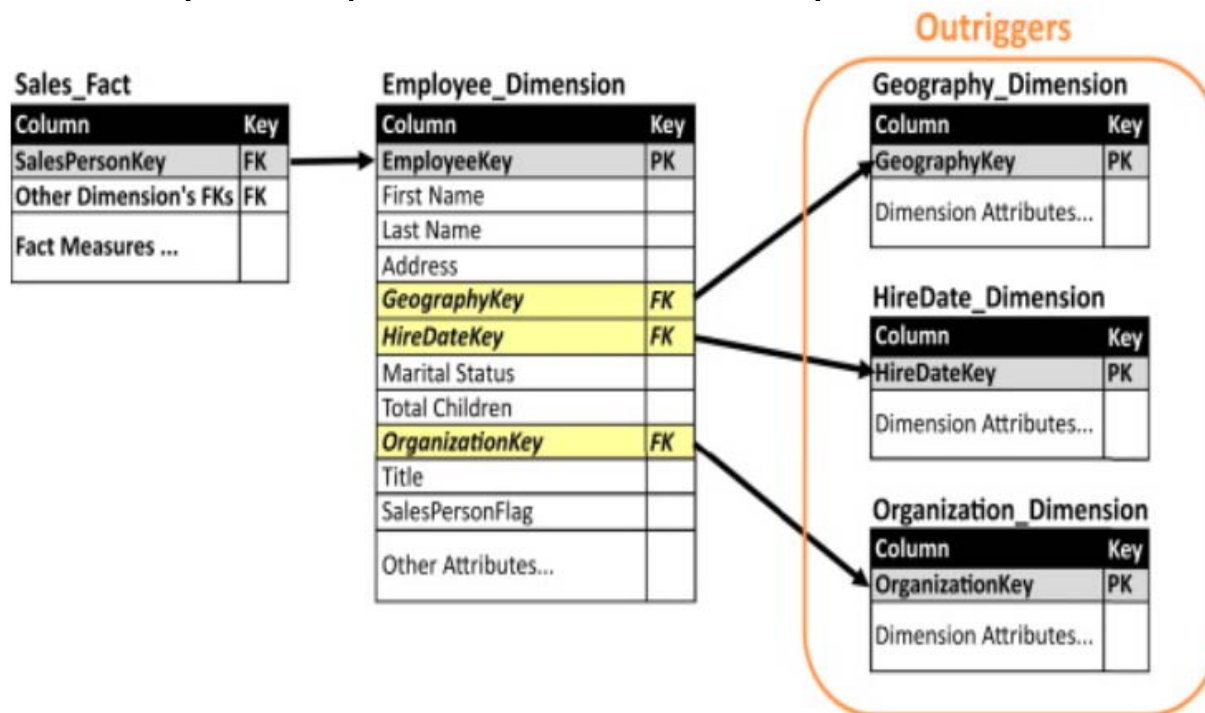 Outriggers
Sales_Fact
Column Key
SalesPersonKey FK
Other Dimension's FKs FK
Fact Measures ...
Employee_Dimension
Column Key
EmployeeKey PK
First Name
Last Name
Address
GeographyKey FK
HireDateKey FK
Marital Status
Total Children
OrganizationKey FK
Title
SalesPersonFlag
Other Attributes...
Geography_Dimension
Column Key
GeographyKey PK
Dimension Attributes...
HireDate_Dimension
Column Key
HireDateKey PK
Dimension Attributes...
Organization_Dimension
Column Key
OrganizationKey PK
Dimension Attributes...